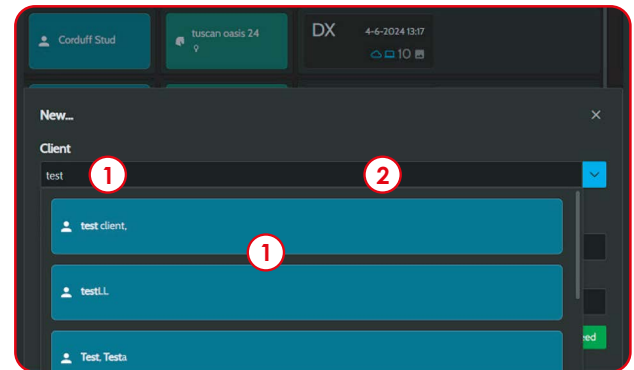 Corduff Stud
tuscan oasis 24
DX
4-6-2024 13:17
10
New...
Client
test
1
2
test client,
1
testLL
Test, Testa
eed